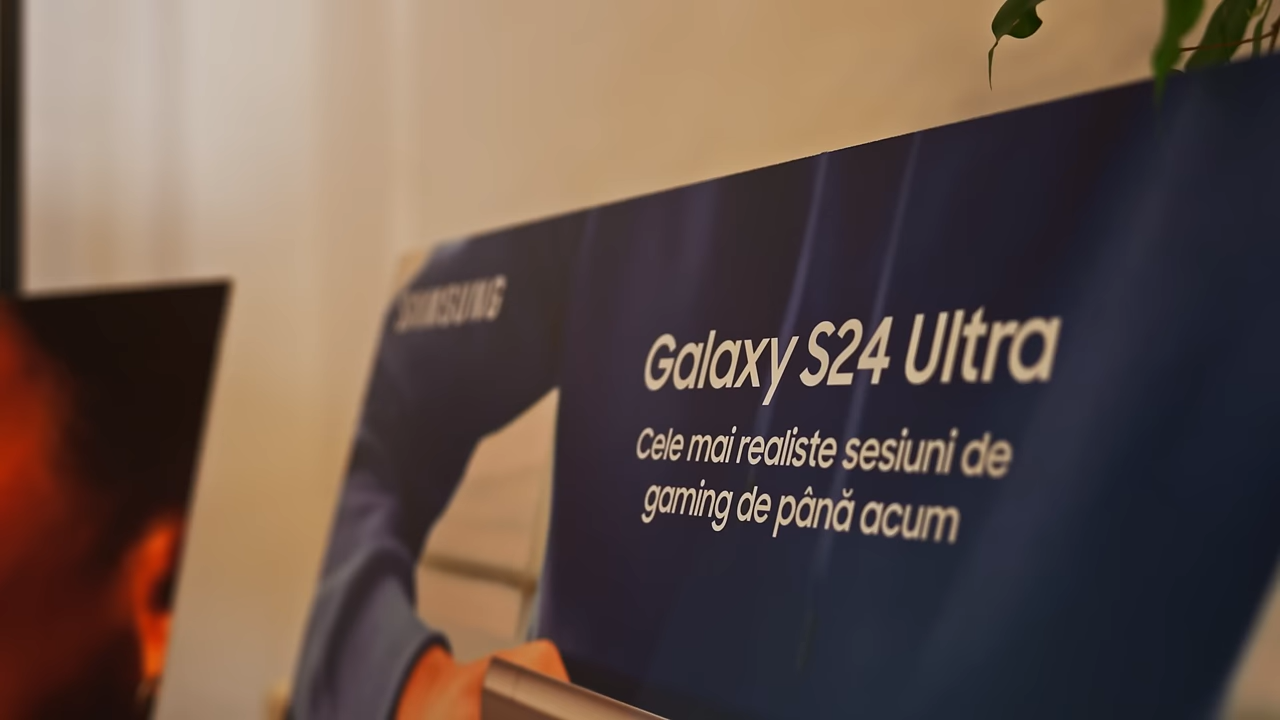 SAMSUNG
Galaxy S24 Ultra
Cele mai realiste sesiuni de
gaming de până acum